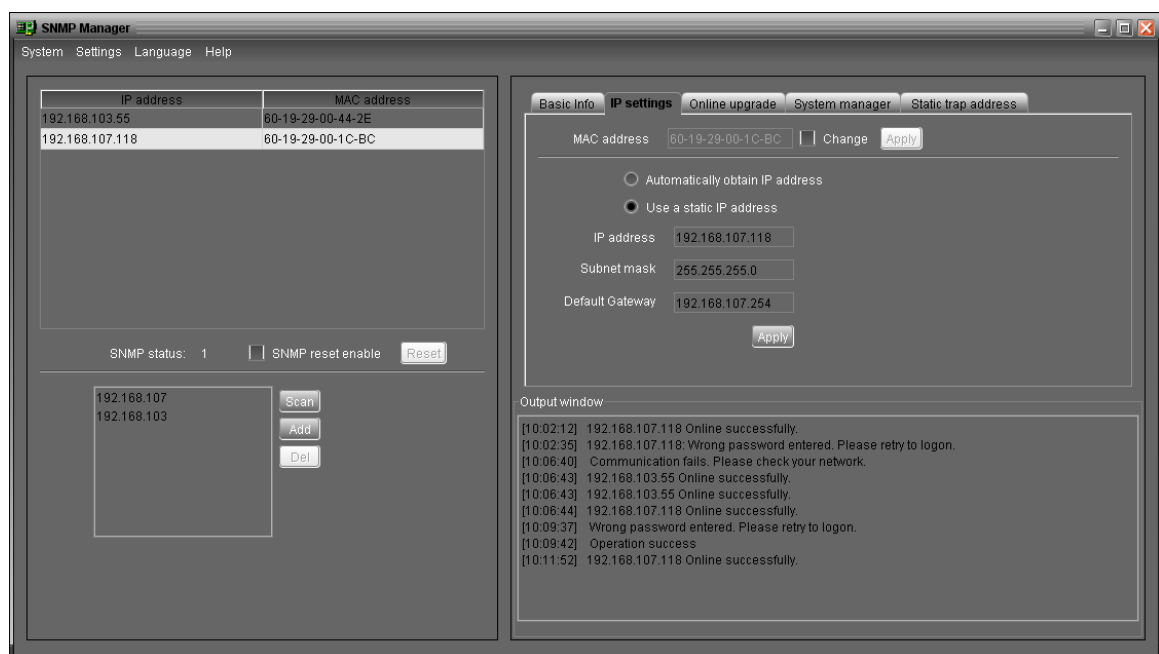 SNMP Manager
System Settings Language Help
IP address MAC address
192.168.103.55 60-19-29-00-44-2E
192.168.107.118 60-19-29-00-1C-BC
SNMP status: 1 SNMP reset enable Reset
192.168.107
192.168.103
Scan
Add
Del
Basic Info IP settings Online upgrade System manager Static trap address
MAC address 60-19-29-00-1C-BC Change Apply
Automatically obtain IP address
Use a static IP address
IP address 192.168.107.118
Subnet mask 255.255.255.0
Default Gateway 192.168.107.254
Apply
Output window
[10:02:12] 192.168.107.118 Online successfully.
[10:02:35] 192.168.107.118: Wrong password entered. Please retry to logon.
[10:06:40] Communication fails. Please check your network.
[10:06:43] 192.168.103.55 Online successfully.
[10:06:43] 192.168.103.55 Online successfully.
[10:06:44] 192.168.107.118 Online successfully.
[10:09:37] Wrong password entered. Please retry to logon.
[10:09:42] Operation success
[10:11:52] 192.168.107.118 Online successfully.